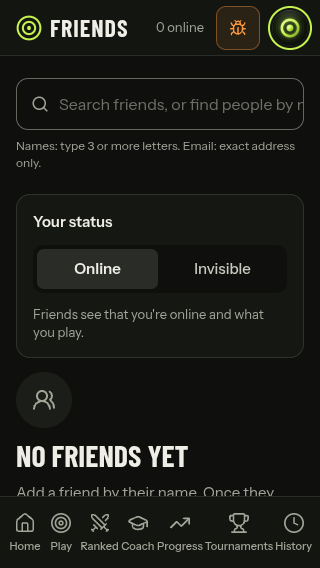 FRIENDS
0 online
Search friends, or find people by
Names: type 3 or more letters. Email: exact address
only.
Your status
Online
Invisible
Friends see that you're online and what
you play.
NO FRIENDS YET
Add a friend by their name. Once they
Home
Play
Ranked
Coach
Progress
Tournaments
History